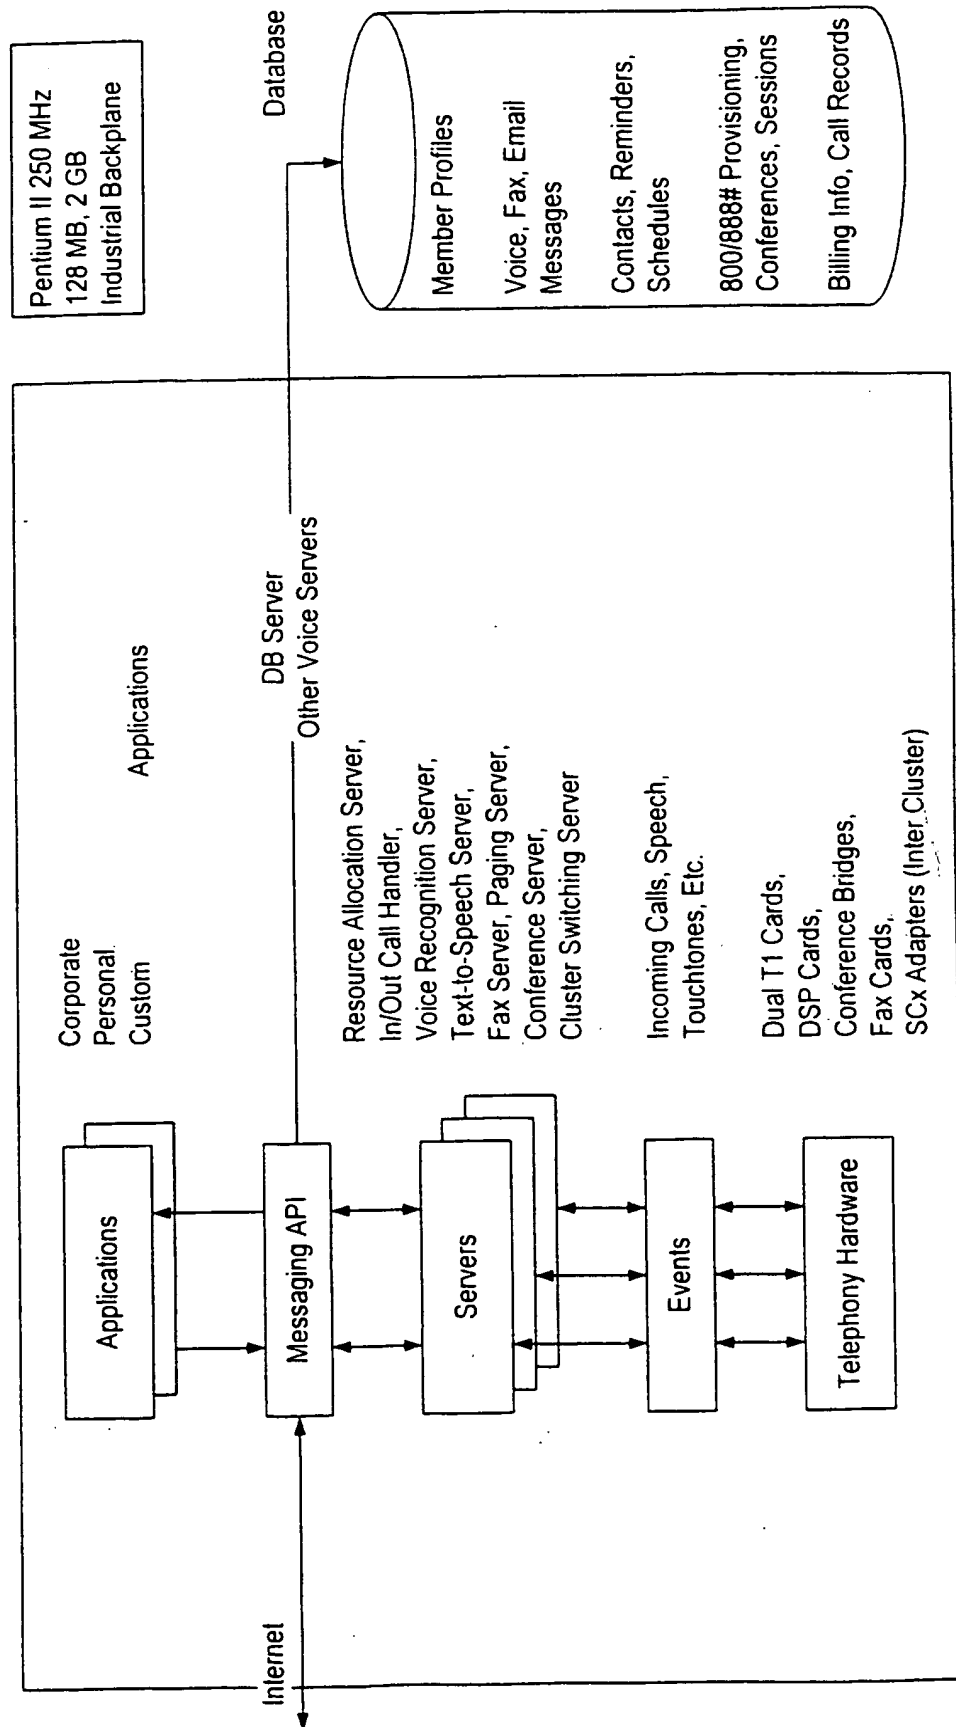 Pentium II 250 MHz
128 MB, 2 GB
Industrial Backplane
Database
Member Profiles
Voice, Fax, Email
Messages
Contacts, Reminders,
Schedules
800/888# Provisioning,
Conferences, Sessions
Billing Info, Call Records
Corporate
Personal
Custom
Applications
DB Server
Other Voice Servers
Resource Allocation Server,
In/Out Call Handler,
Voice Recognition Server,
Text-to-Speech Server,
Fax Server, Paging Server,
Conference Server,
Cluster Switching Server
Incoming Calls, Speech,
Touchtones, Etc.
Dual T1 Cards,
DSP Cards,
Conference Bridges,
Fax Cards,
SCx Adapters (Inter Cluster)
Applications
Messaging API
Servers
Events
Telephony Hardware
Internet